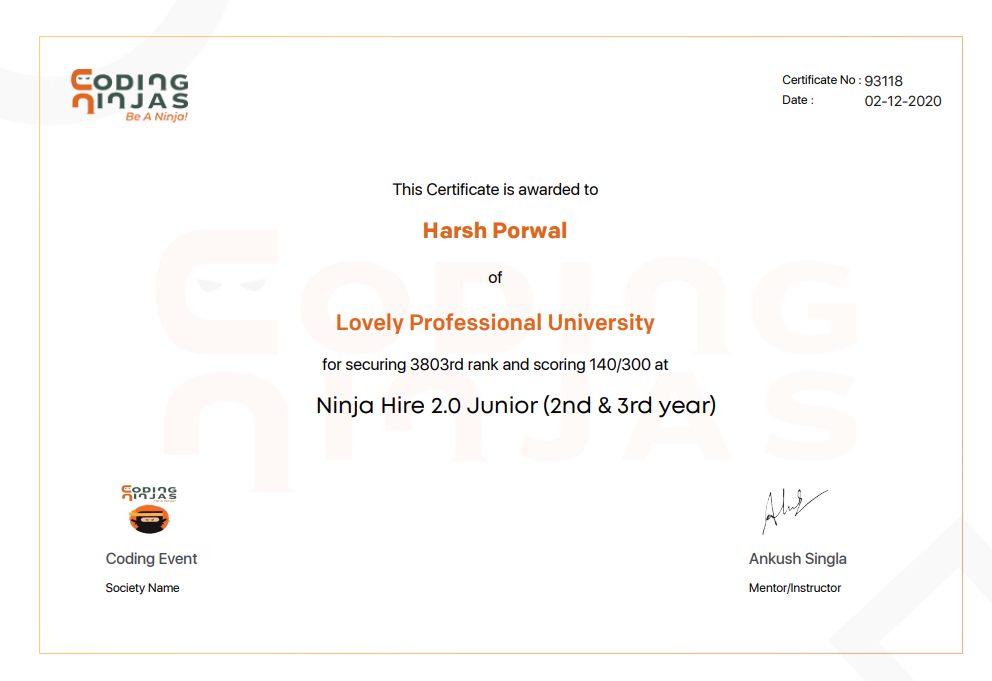 CODING
NINJAS
Be A Ninja!
Certificate No : 93118
Date : 02-12-2020
This Certificate is awarded to
Harsh Porwal
of
Lovely Professional University
for securing 3803rd rank and scoring 140/300 at
Ninja Hire 2.0 Junior (2nd & 3rd year)
CODING
NINJAS
CODING
NINJAS
Coding Event
Society Name
Ankush Singla
Mentor/Instructor